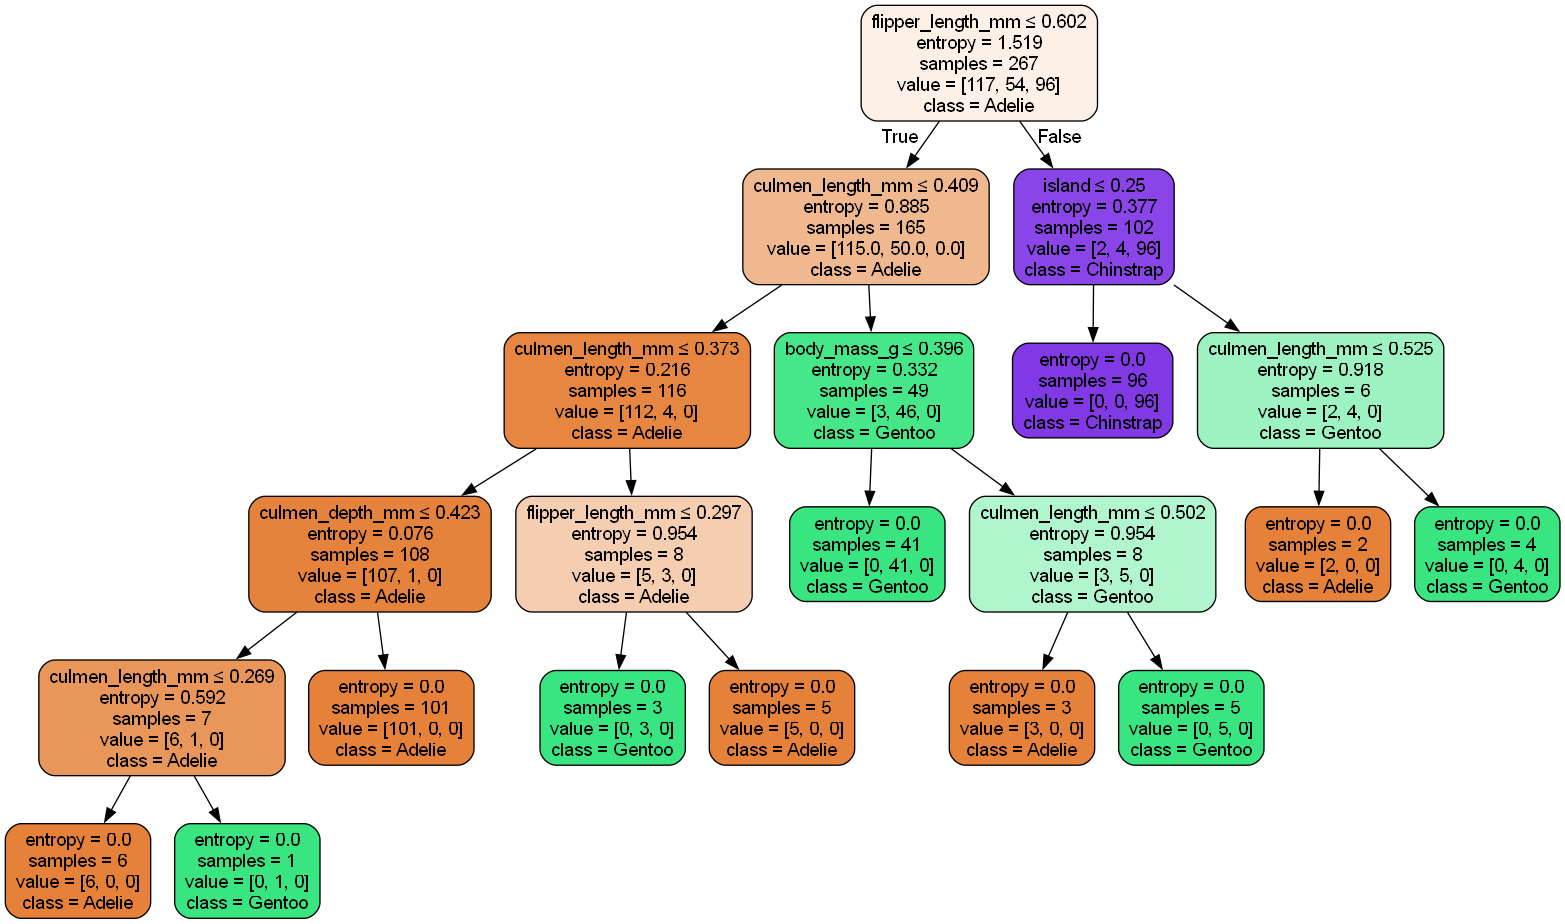 flipper_length_mm ≤ 0.602
entropy = 1.519
samples = 267
value = [117, 54, 96]
class = Adelie
True
False
culmen_length_mm ≤ 0.409
entropy = 0.885
samples = 165
value = [115.0, 50.0, 0.0]
class = Adelie
island ≤ 0.25
entropy = 0.377
samples = 102
value = [2, 4, 96]
class = Chinstrap
culmen_length_mm ≤ 0.373
entropy = 0.216
samples = 116
value = [112, 4, 0]
class = Adelie
body_mass_g ≤ 0.396
entropy = 0.332
samples = 49
value = [3, 46, 0]
class = Gentoo
entropy = 0.0
samples = 96
value = [0, 0, 96]
class = Chinstrap
culmen_length_mm ≤ 0.525
entropy = 0.918
samples = 6
value = [2, 4, 0]
class = Gentoo
culmen_depth_mm ≤ 0.423
entropy = 0.076
samples = 108
value = [107, 1, 0]
class = Adelie
flipper_length_mm ≤ 0.297
entropy = 0.954
samples = 8
value = [5, 3, 0]
class = Adelie
entropy = 0.0
samples = 41
value = [0, 41, 0]
class = Gentoo
culmen_length_mm ≤ 0.502
entropy = 0.954
samples = 8
value = [3, 5, 0]
class = Gentoo
entropy = 0.0
samples = 2
value = [2, 0, 0]
class = Adelie
entropy = 0.0
samples = 4
value = [0, 4, 0]
class = Gentoo
culmen_length_mm ≤ 0.269
entropy = 0.592
samples = 7
value = [6, 1, 0]
class = Adelie
entropy = 0.0
samples = 101
value = [101, 0, 0]
class = Adelie
entropy = 0.0
samples = 3
value = [0, 3, 0]
class = Gentoo
entropy = 0.0
samples = 5
value = [5, 0, 0]
class = Adelie
entropy = 0.0
samples = 3
value = [3, 0, 0]
class = Adelie
entropy = 0.0
samples = 5
value = [0, 5, 0]
class = Gentoo
entropy = 0.0
samples = 6
value = [6, 0, 0]
class = Adelie
entropy = 0.0
samples = 1
value = [0, 1, 0]
class = Gentoo